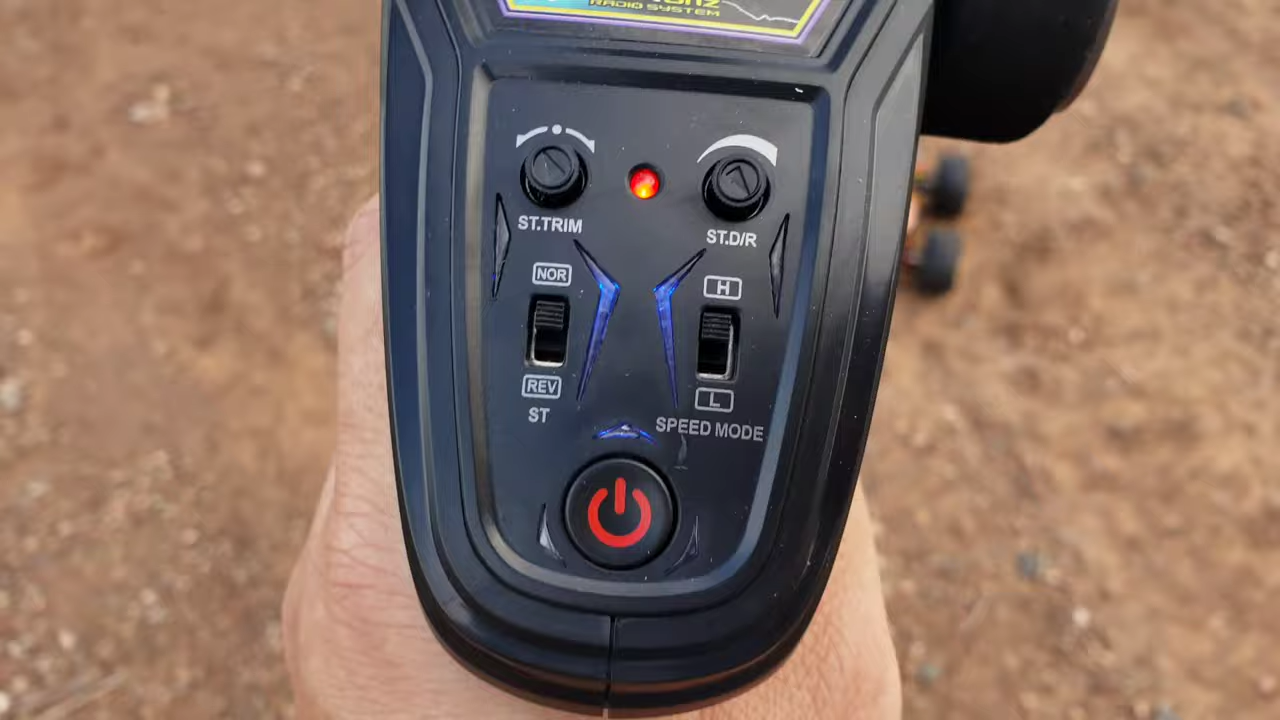 RADIO SYSTEM
ST.TRIM
ST.D/R
NOR
H
REV
L
ST
SPEED MODE